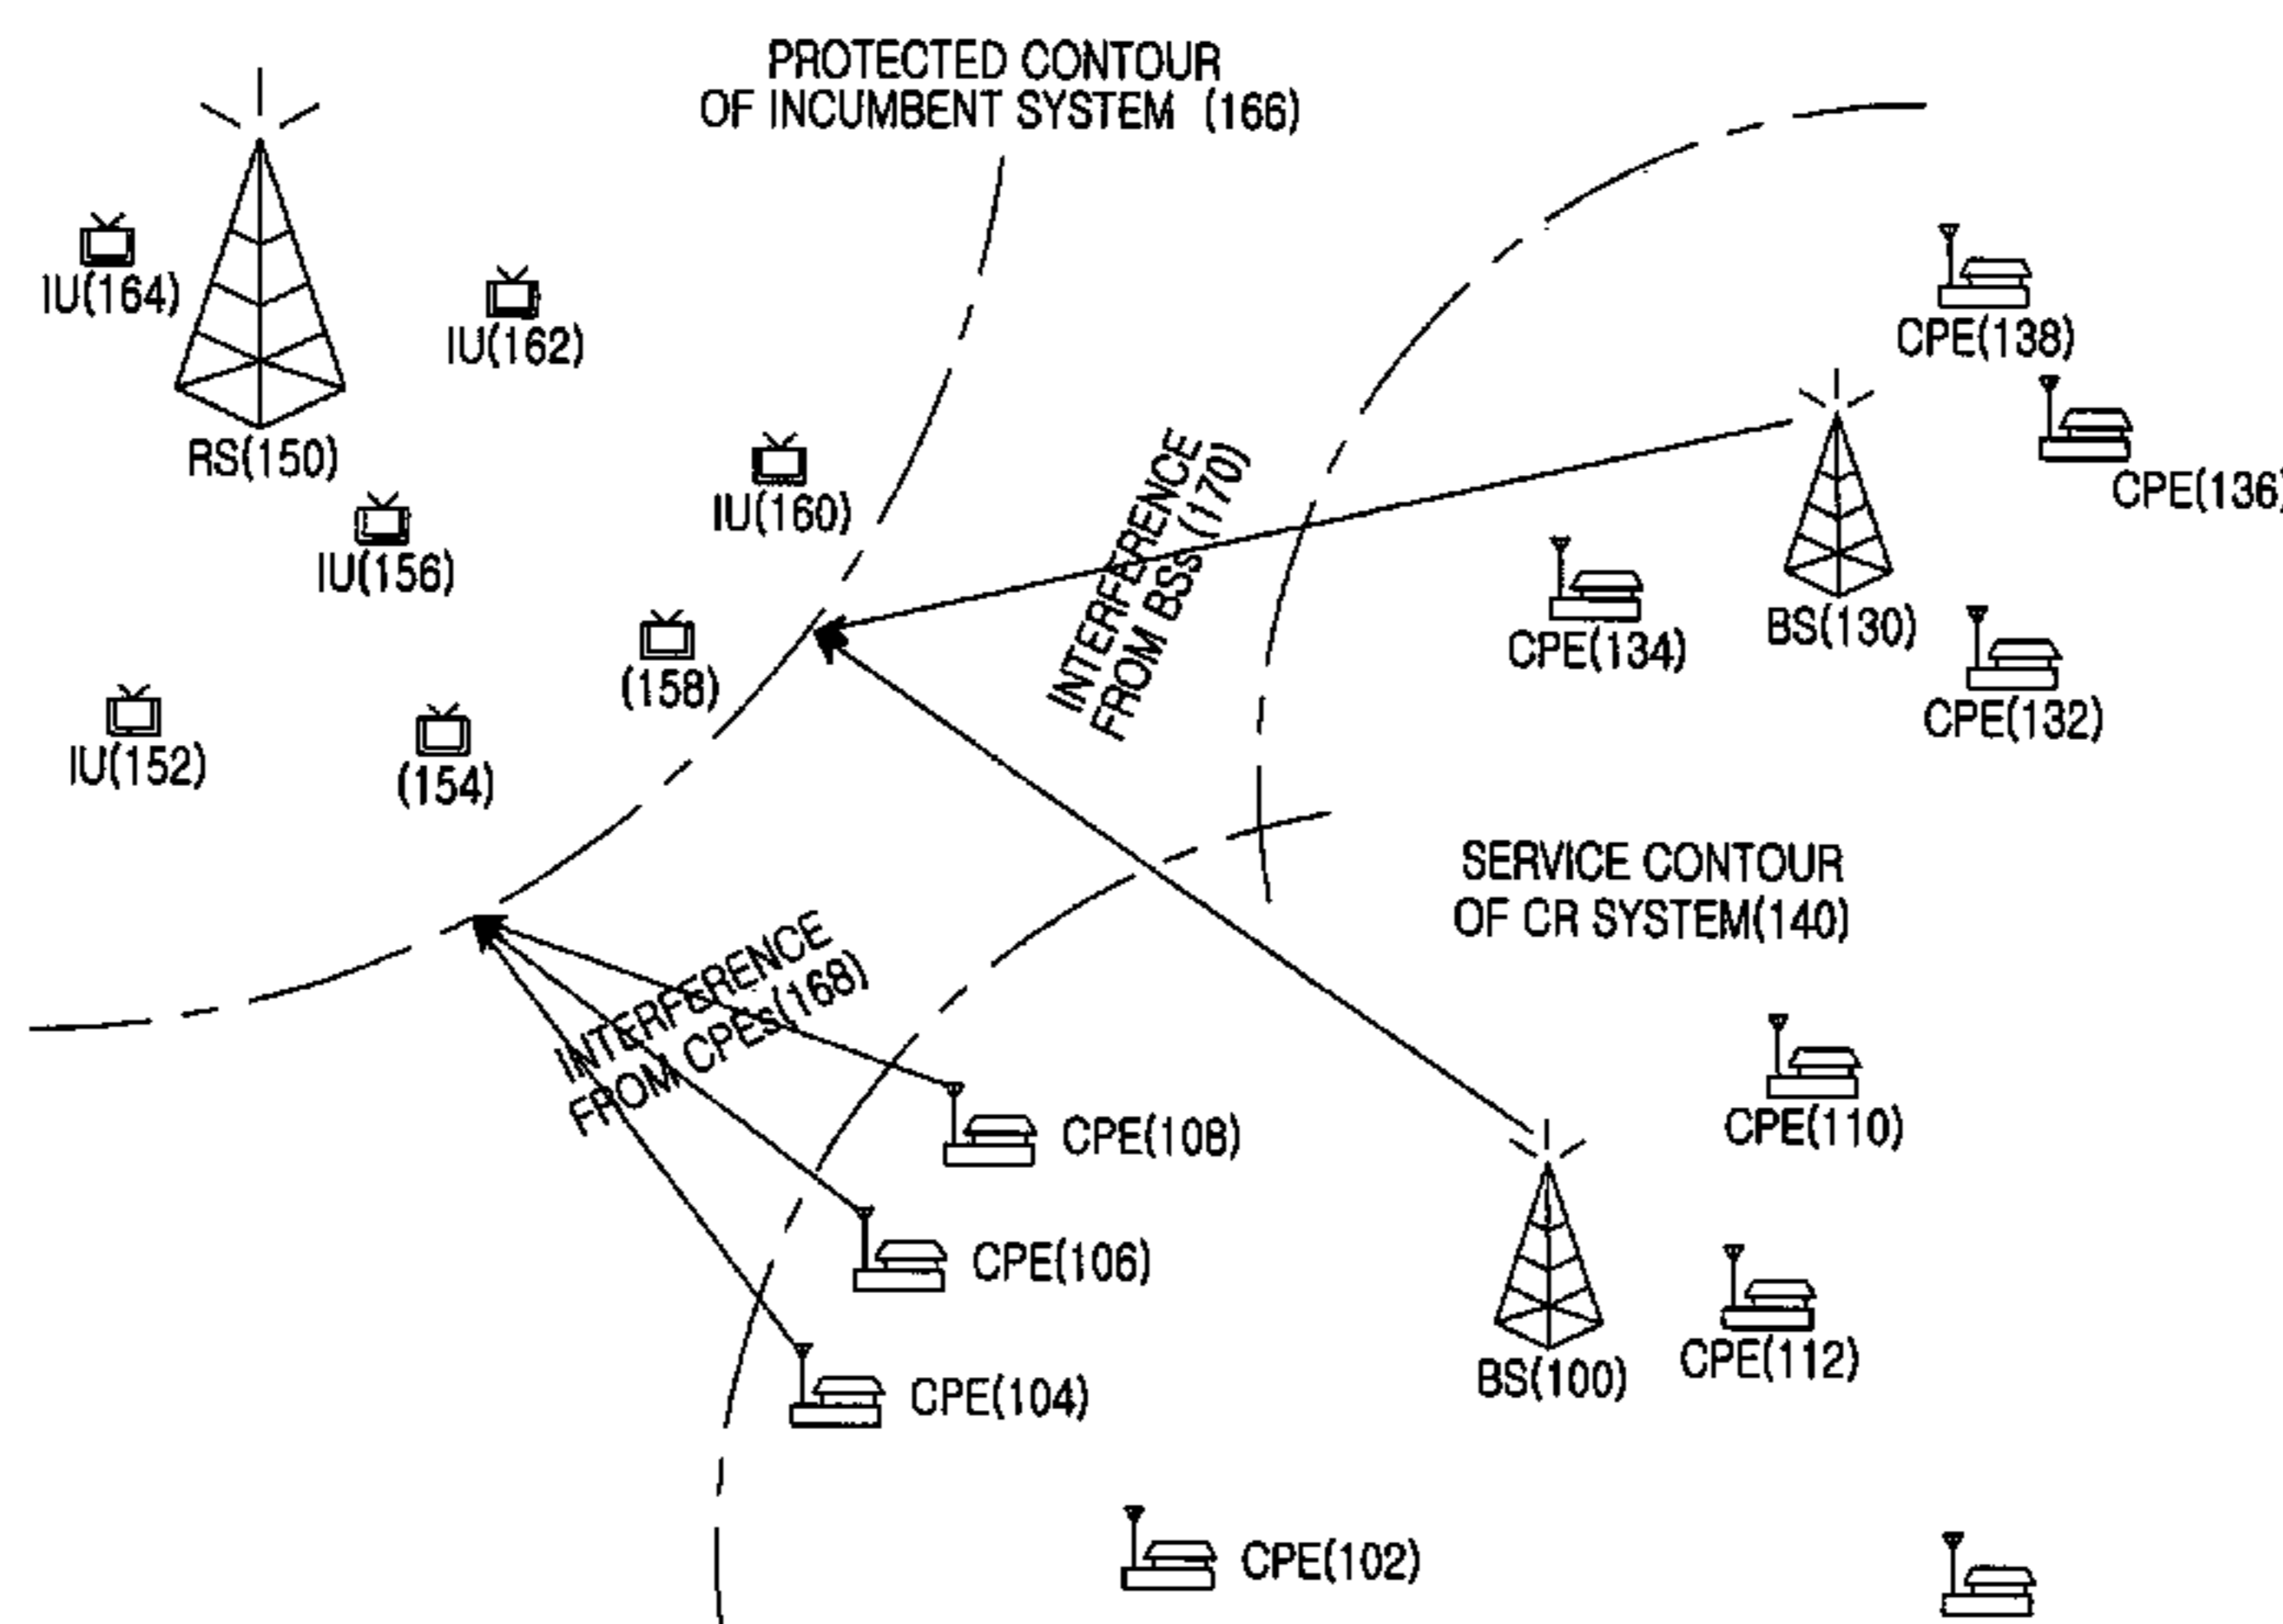 PROTECTED CONTOUR
OF INCUMBENT SYSTEM (166)
IU(164)
IU(162)
RS(150)
IU(160)
IU(156)
(158)
IU(152)
(154)
CPE(138)
CPE(136)
INTERFERENCE
FROM BSs (170)
CPE(134)
BS(130)
CPE(132)
SERVICE CONTOUR
OF CR SYSTEM(140)
INTERFERENCE
FROM CPEs(168)
CPE(108)
CPE(110)
CPE(106)
CPE(112)
BS(100)
CPE(104)
CPE(102)